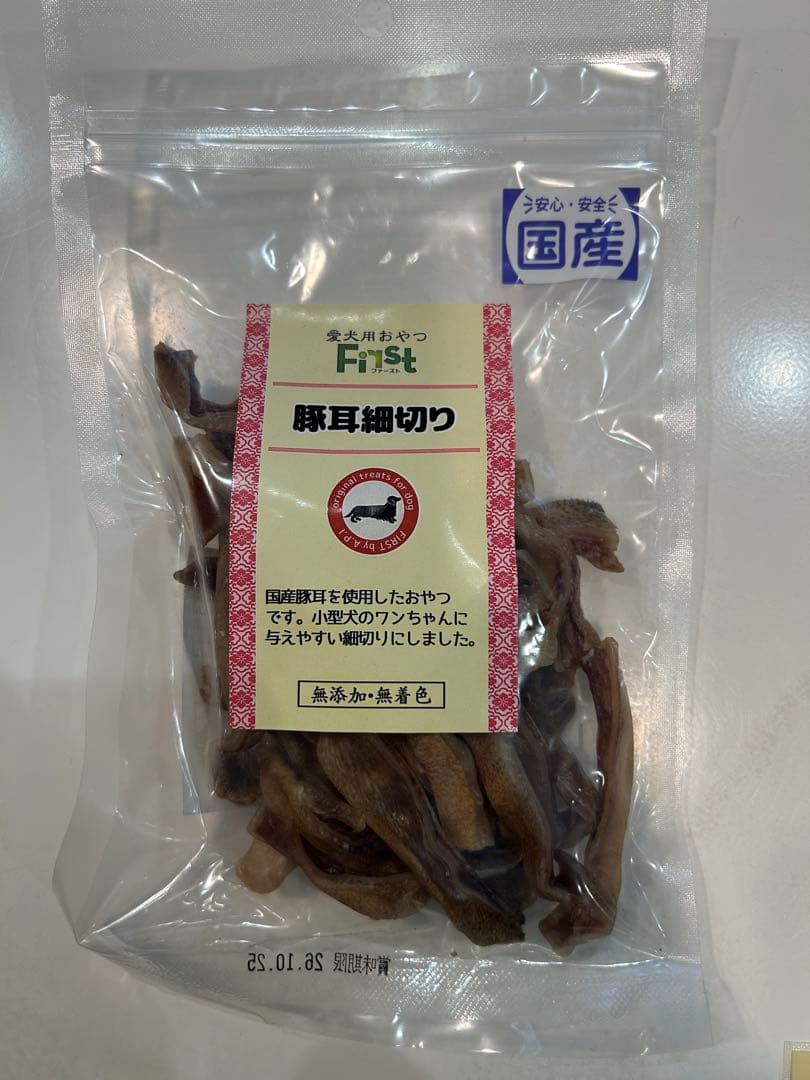 安心・安全
国産
愛犬用おやつ
First
ファースト
豚耳細切り
original treats for dog
FIRST by A.P.I
国産豚耳を使用したおやつ
です。小型犬のワンちゃんに
与えやすい細切りにしました。
無添加・無着色
賞味期限 26.10.25